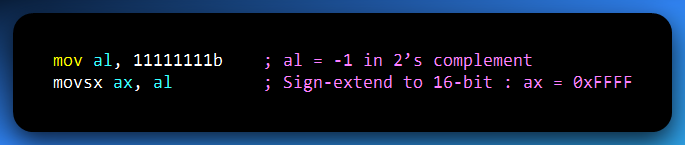 mov al, 11111111b    ; al = -1 in 2’s complement
movsx ax, al         ; Sign-extend to 16-bit : ax = 0xFFFF